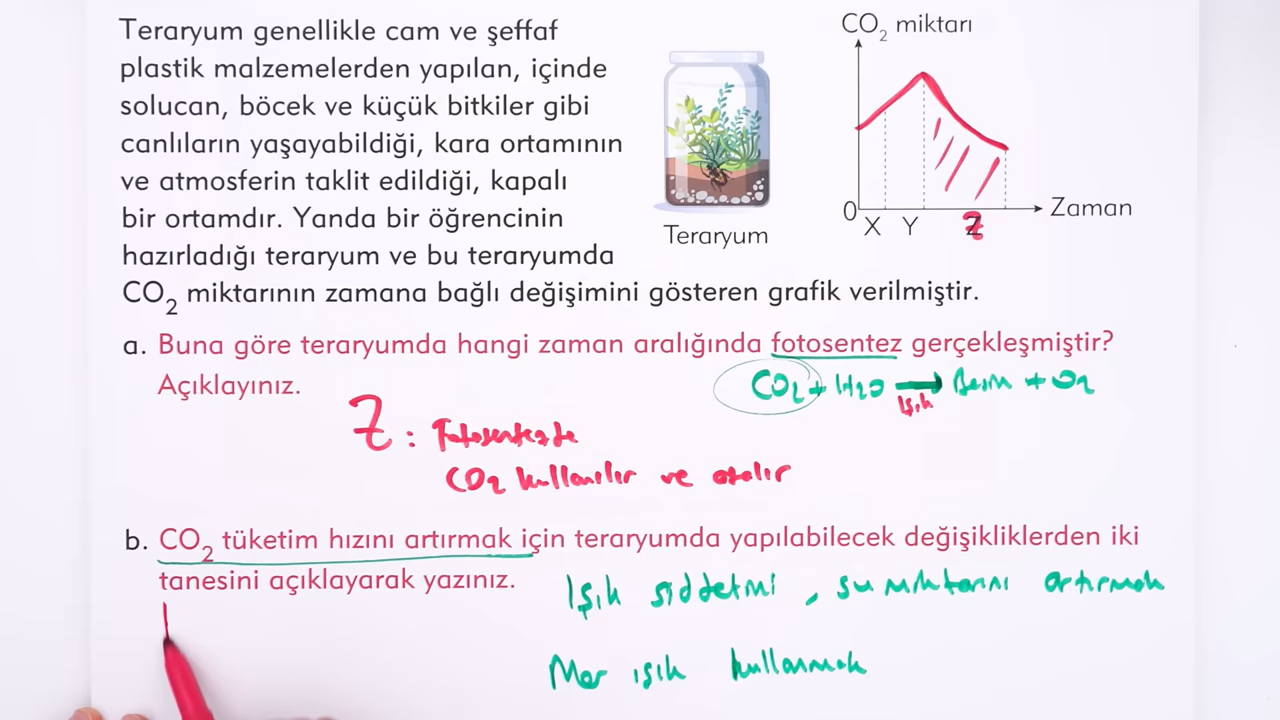 Teraryum genellikle cam ve şeffaf
plastik malzemelerden yapılan, içinde
solucan, böcek ve küçük bitkiler gibi
canlıların yaşayabildiği, kara ortamının
ve atmosferin taklit edildiği, kapalı
bir ortamdır. Yanda bir öğrencinin
hazırladığı teraryum ve bu teraryumda
CO₂ miktarının zamana bağlı değişimini gösteren grafik verilmiştir.
Teraryum
CO₂ miktarı
0
X Y Z
Zaman
a. Buna göre teraryumda hangi zaman aralığında fotosentez gerçekleşmiştir?
Açıklayınız.
CO2 + H2O → Besin + O2
Işık
Z : Fotosentezde
CO2 kullanılır ve azalır
b. CO₂ tüketim hızını artırmak için teraryumda yapılabilecek değişikliklerden iki
tanesini açıklayarak yazınız.
Işık şiddetini , su miktarını artırmak
Mor ışık kullanmak